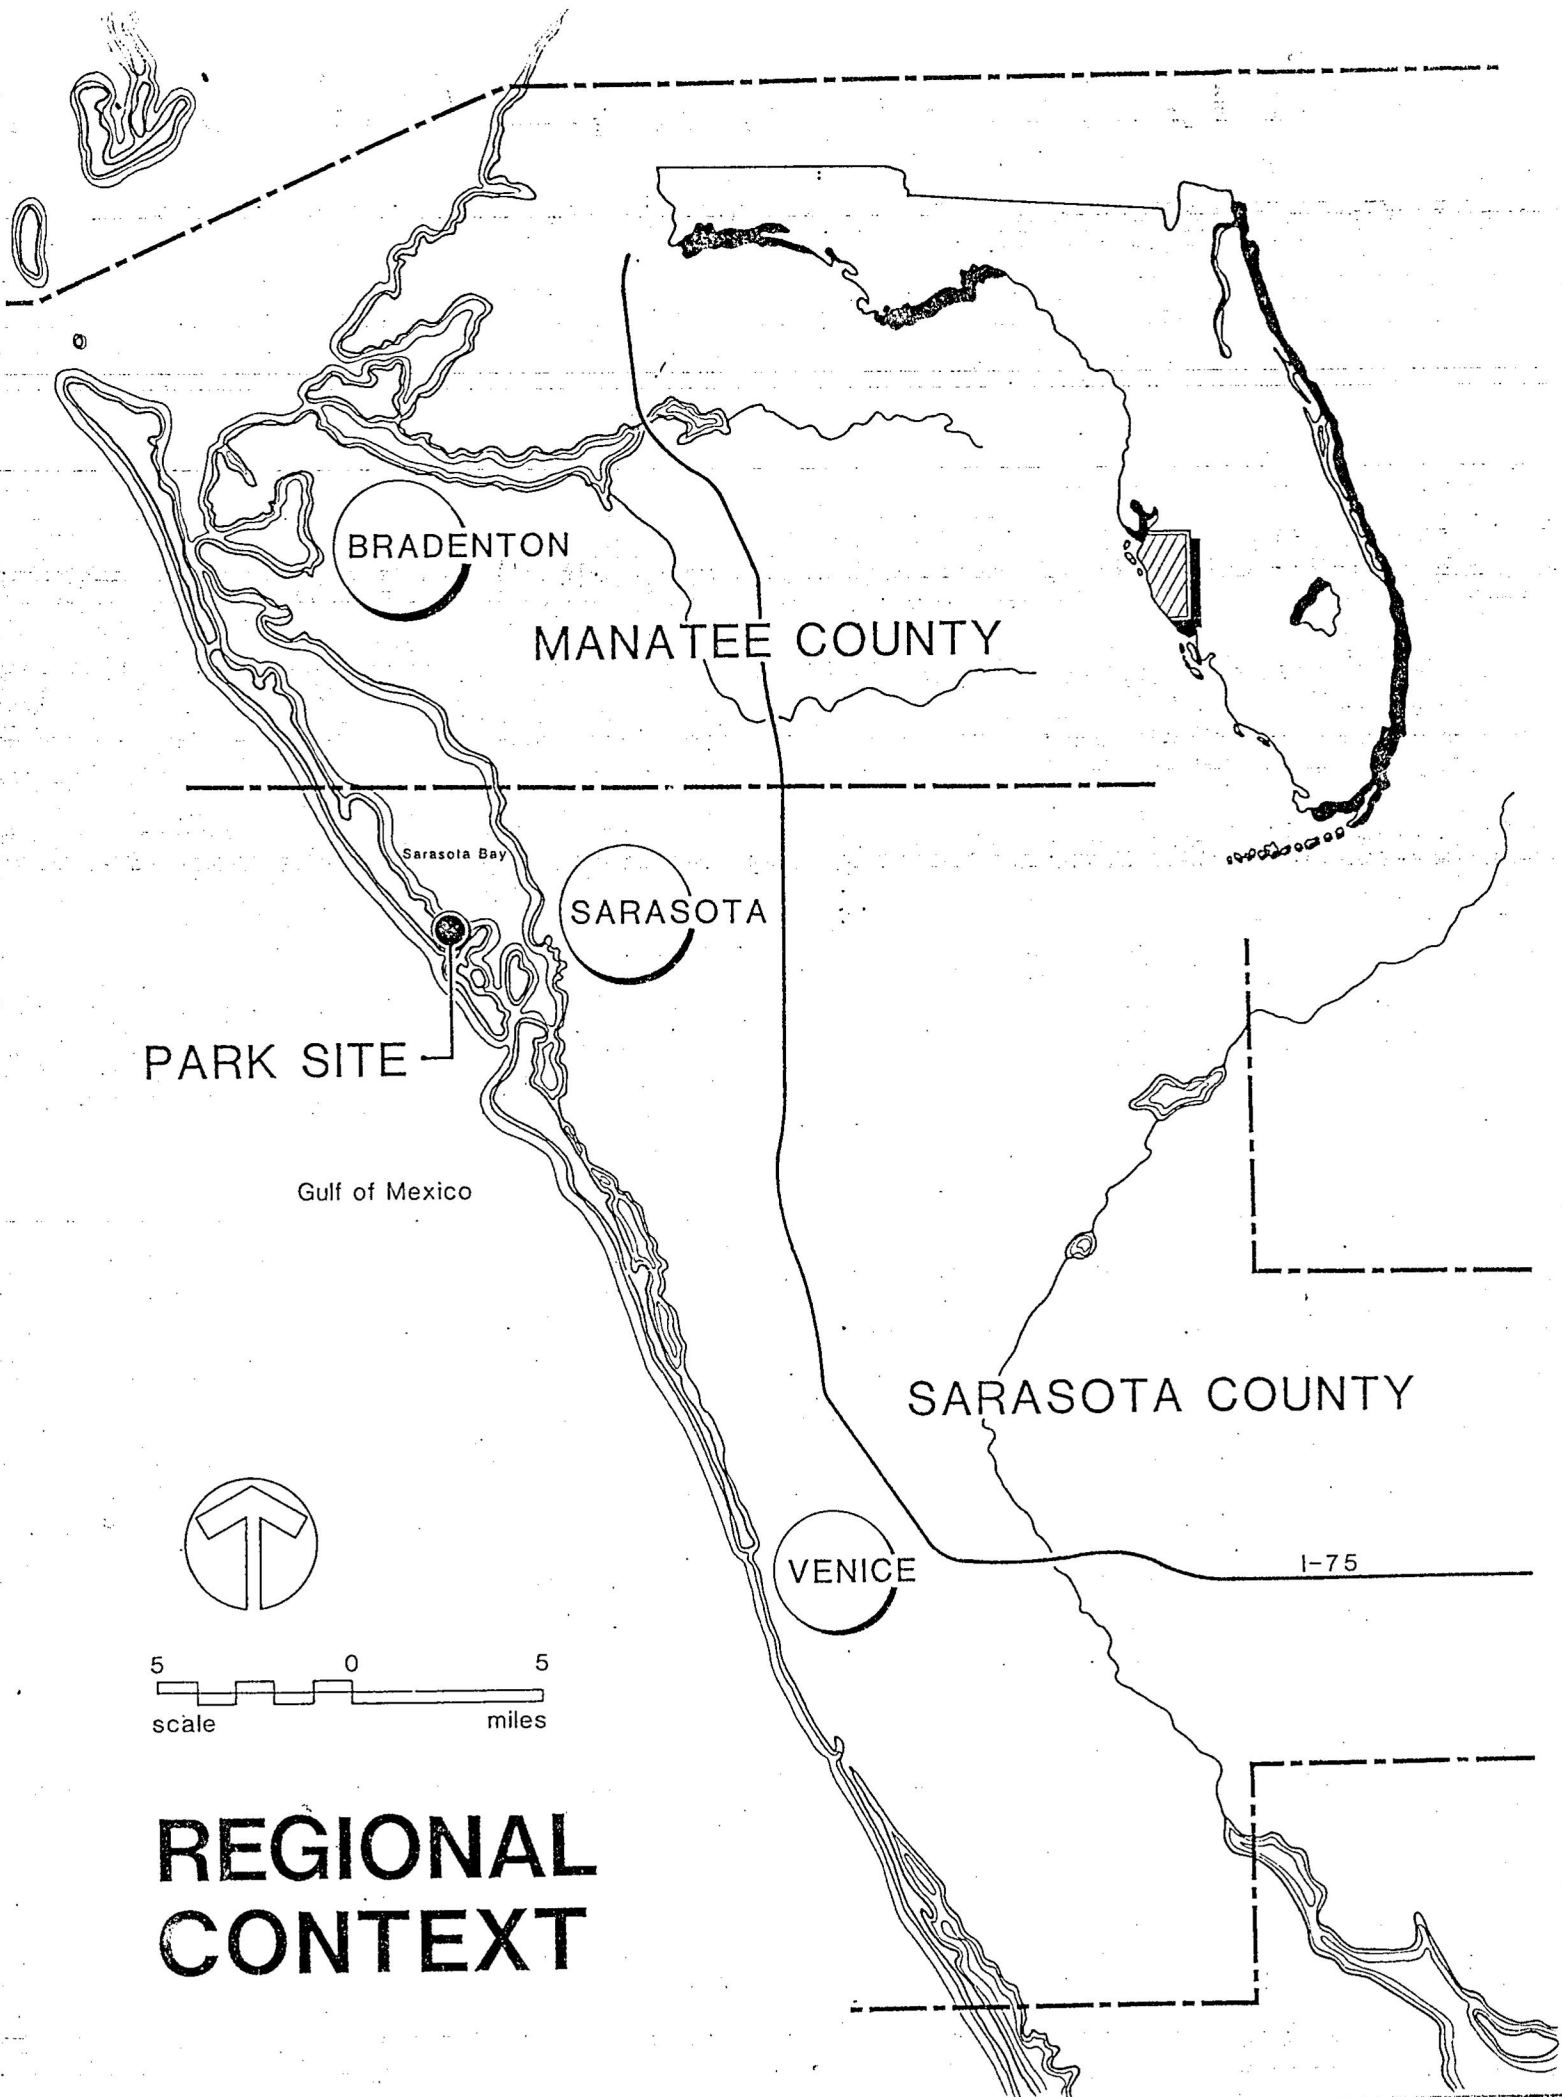 BRADENTON
MANATEE COUNTY
Sarasota Bay
SARASOTA
PARK SITE
Gulf of Mexico
SARASOTA COUNTY
VENICE
I-75
5 0 5
scale miles
REGIONAL
CONTEXT